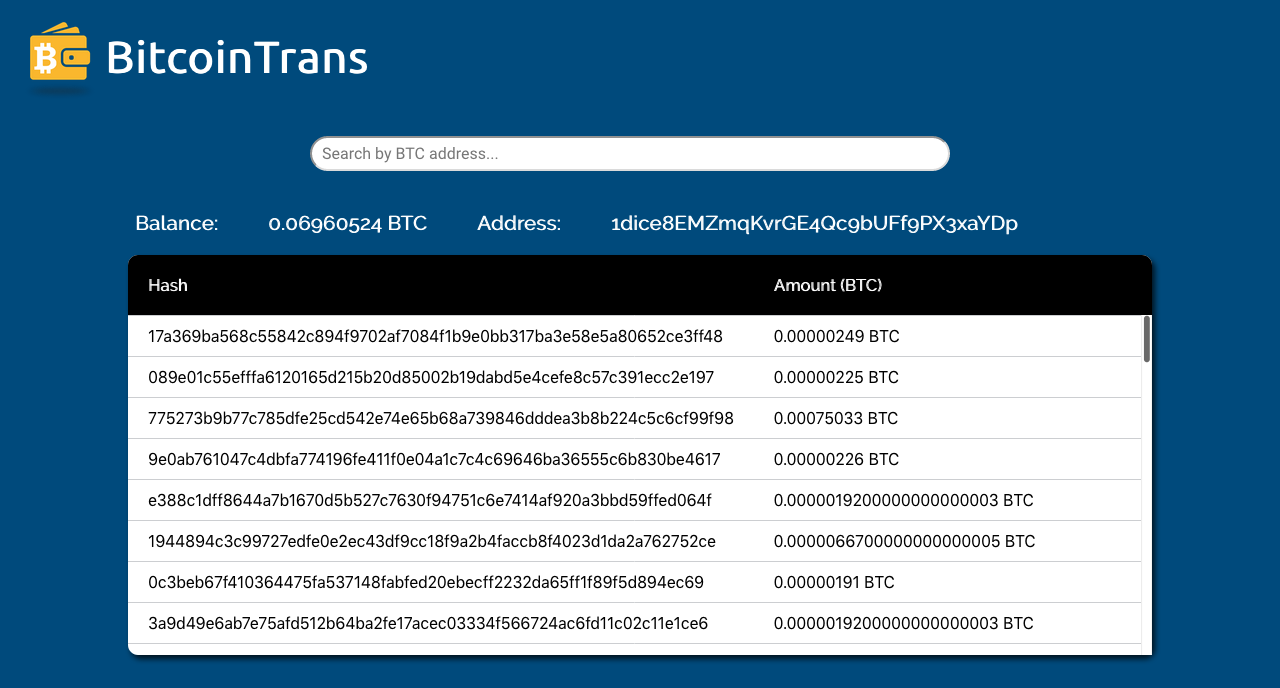 BitcoinTrans
Search by BTC address...
Balance: 0.06960524 BTC Address: 1dice8EMZmqKvrGE4Qc9bUFf9PX3xaYDp
Hash Amount (BTC)
17a369ba568c55842c894f9702af7084f1b9e0bb317ba3e58e5a80652ce3ff48 0.00000249 BTC
089e01c55efffa6120165d215b20d85002b19dabd5e4cefe8c57c391ecc2e197 0.00000225 BTC
775273b9b77c785dfe25cd542e74e65b68a739846dddea3b8b224c5c6cf99f98 0.00075033 BTC
9e0ab761047c4dbfa774196fe411f0e04a1c7c4c69646ba36555c6b830be4617 0.00000226 BTC
e388c1dff8644a7b1670d5b527c7630f94751c6e7414af920a3bbd59ffed064f 0.0000019200000000000003 BTC
1944894c3c99727edfe0e2ec43df9cc18f9a2b4faccb8f4023d1da2a762752ce 0.0000066700000000000005 BTC
0c3beb67f410364475fa537148fabfed20ebecff2232da65ff1f89f5d894ec69 0.00000191 BTC
3a9d49e6ab7e75afd512b64ba2fe17acec03334f566724ac6fd11c02c11e1ce6 0.0000019200000000000003 BTC